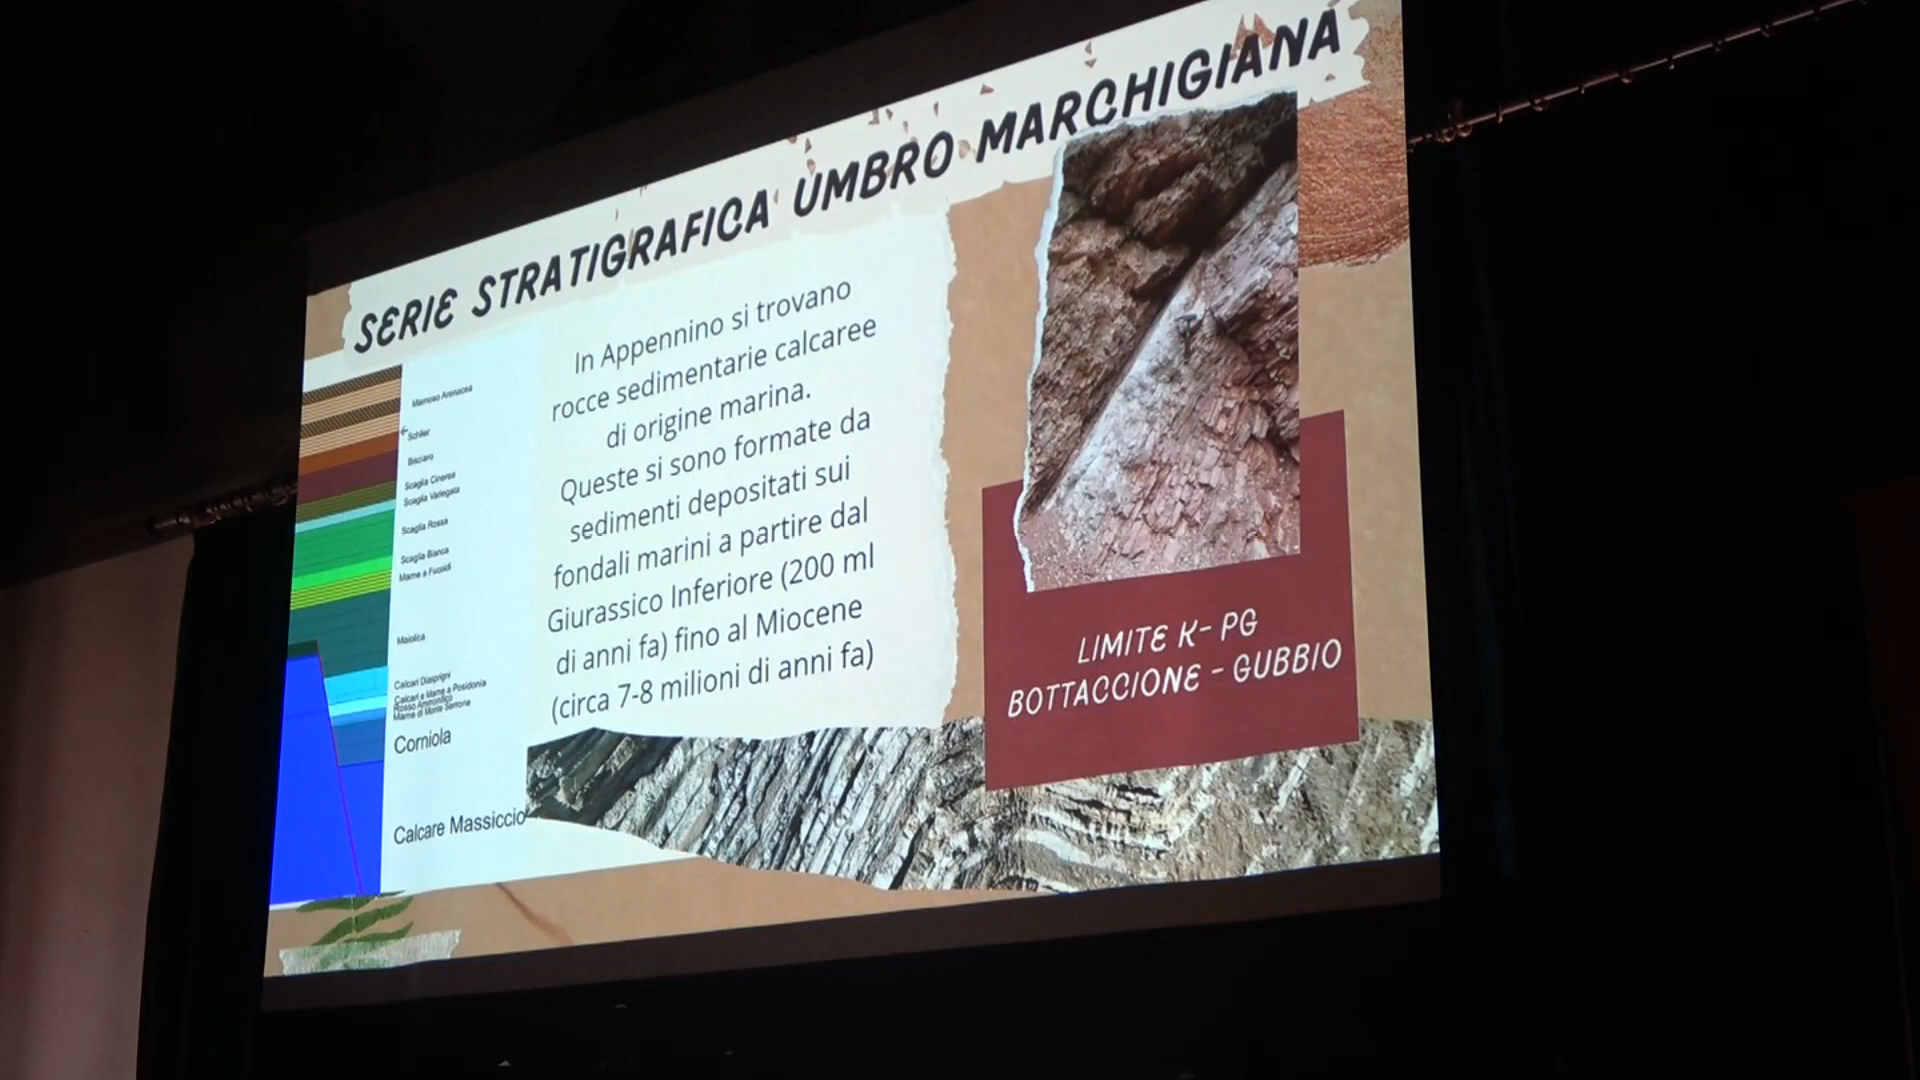 SERIE STRATIGRAFICA UMBRO MARCHIGIANA
Marnoso Arenacea
Schlier
Bisciaro
Scaglia Cinerea
Scaglia Variegata
Scaglia Rossa
Scaglia Bianca
Marne a Fucoidi
Maiolica
Calcari Diasprigni
Calcari e Marne a Posidonia
Rosso Ammonitico
Marne di Monte Serrone
Corniola
Calcare Massiccio
In Appennino si trovano
rocce sedimentarie calcaree
di origine marina.
Queste si sono formate da
sedimenti depositati sui
fondali marini a partire dal
Giurassico Inferiore (200 ml
di anni fa) fino al Miocene
(circa 7-8 milioni di anni fa)
LIMITE K- PG
BOTTACCIONE - GUBBIO